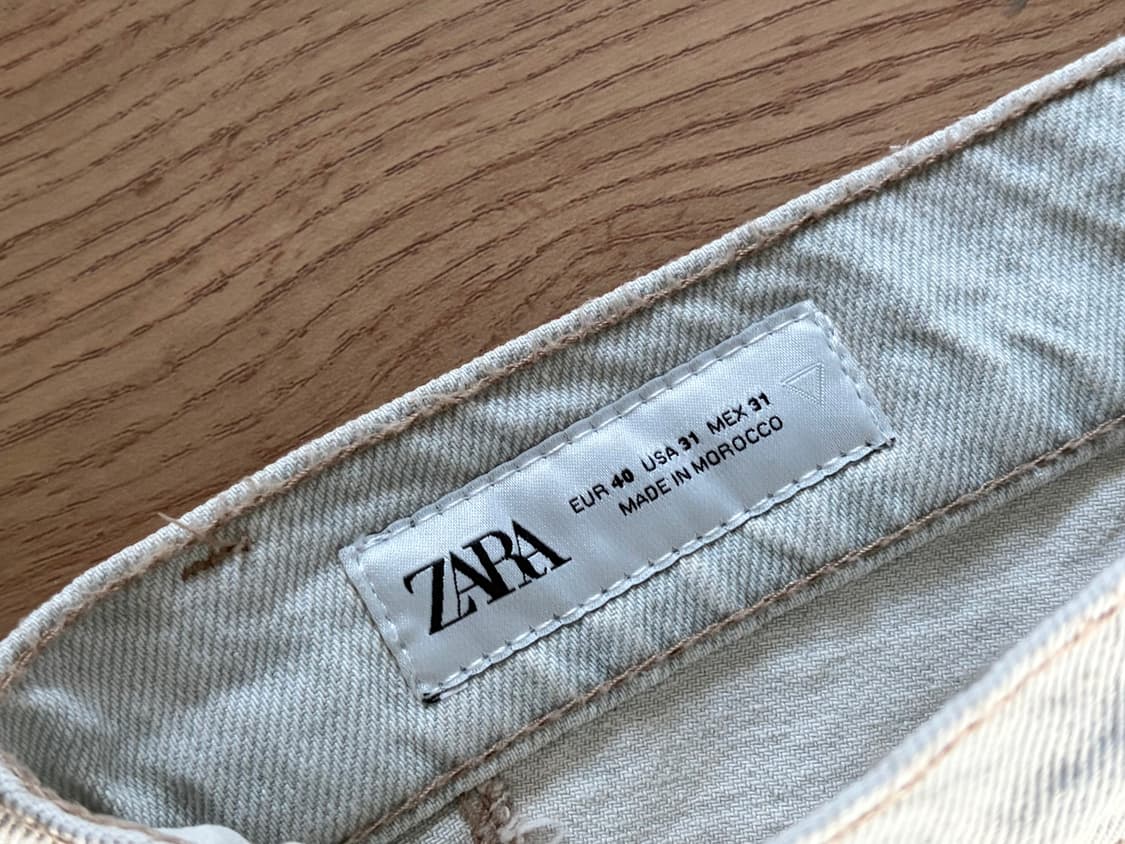 ZARA
EUR 40 USA 31 MEX 31
MADE IN MOROCCO